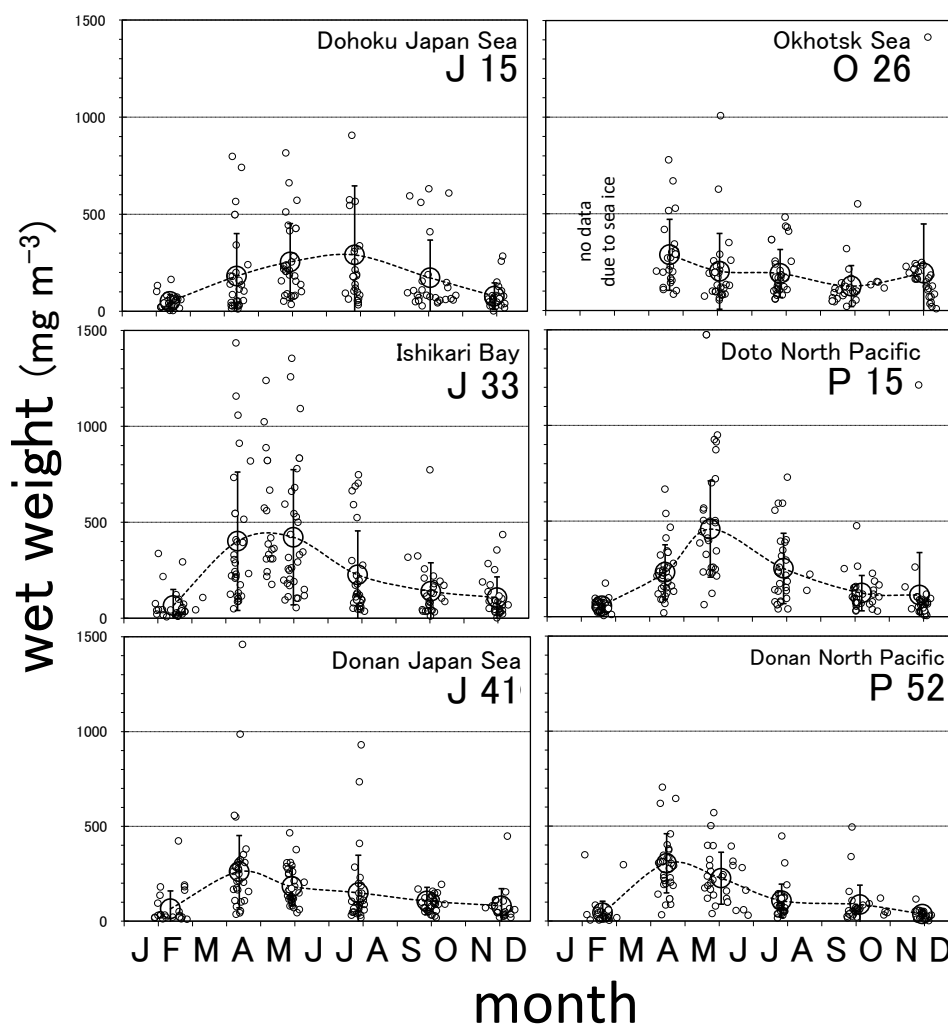 1500
1000
500
0
Dohoku Japan Sea
J 15
Okhotsk Sea
O 26
no data
due to sea ice
1500
1000
500
0
Ishikari Bay
J 33
Doto North Pacific
P 15
1500
1000
500
0
Donan Japan Sea
J 41
Donan North Pacific
P 52
wet weight (mg m⁻³)
J F M A M J J A S O N D
J F M A M J J A S O N D
month